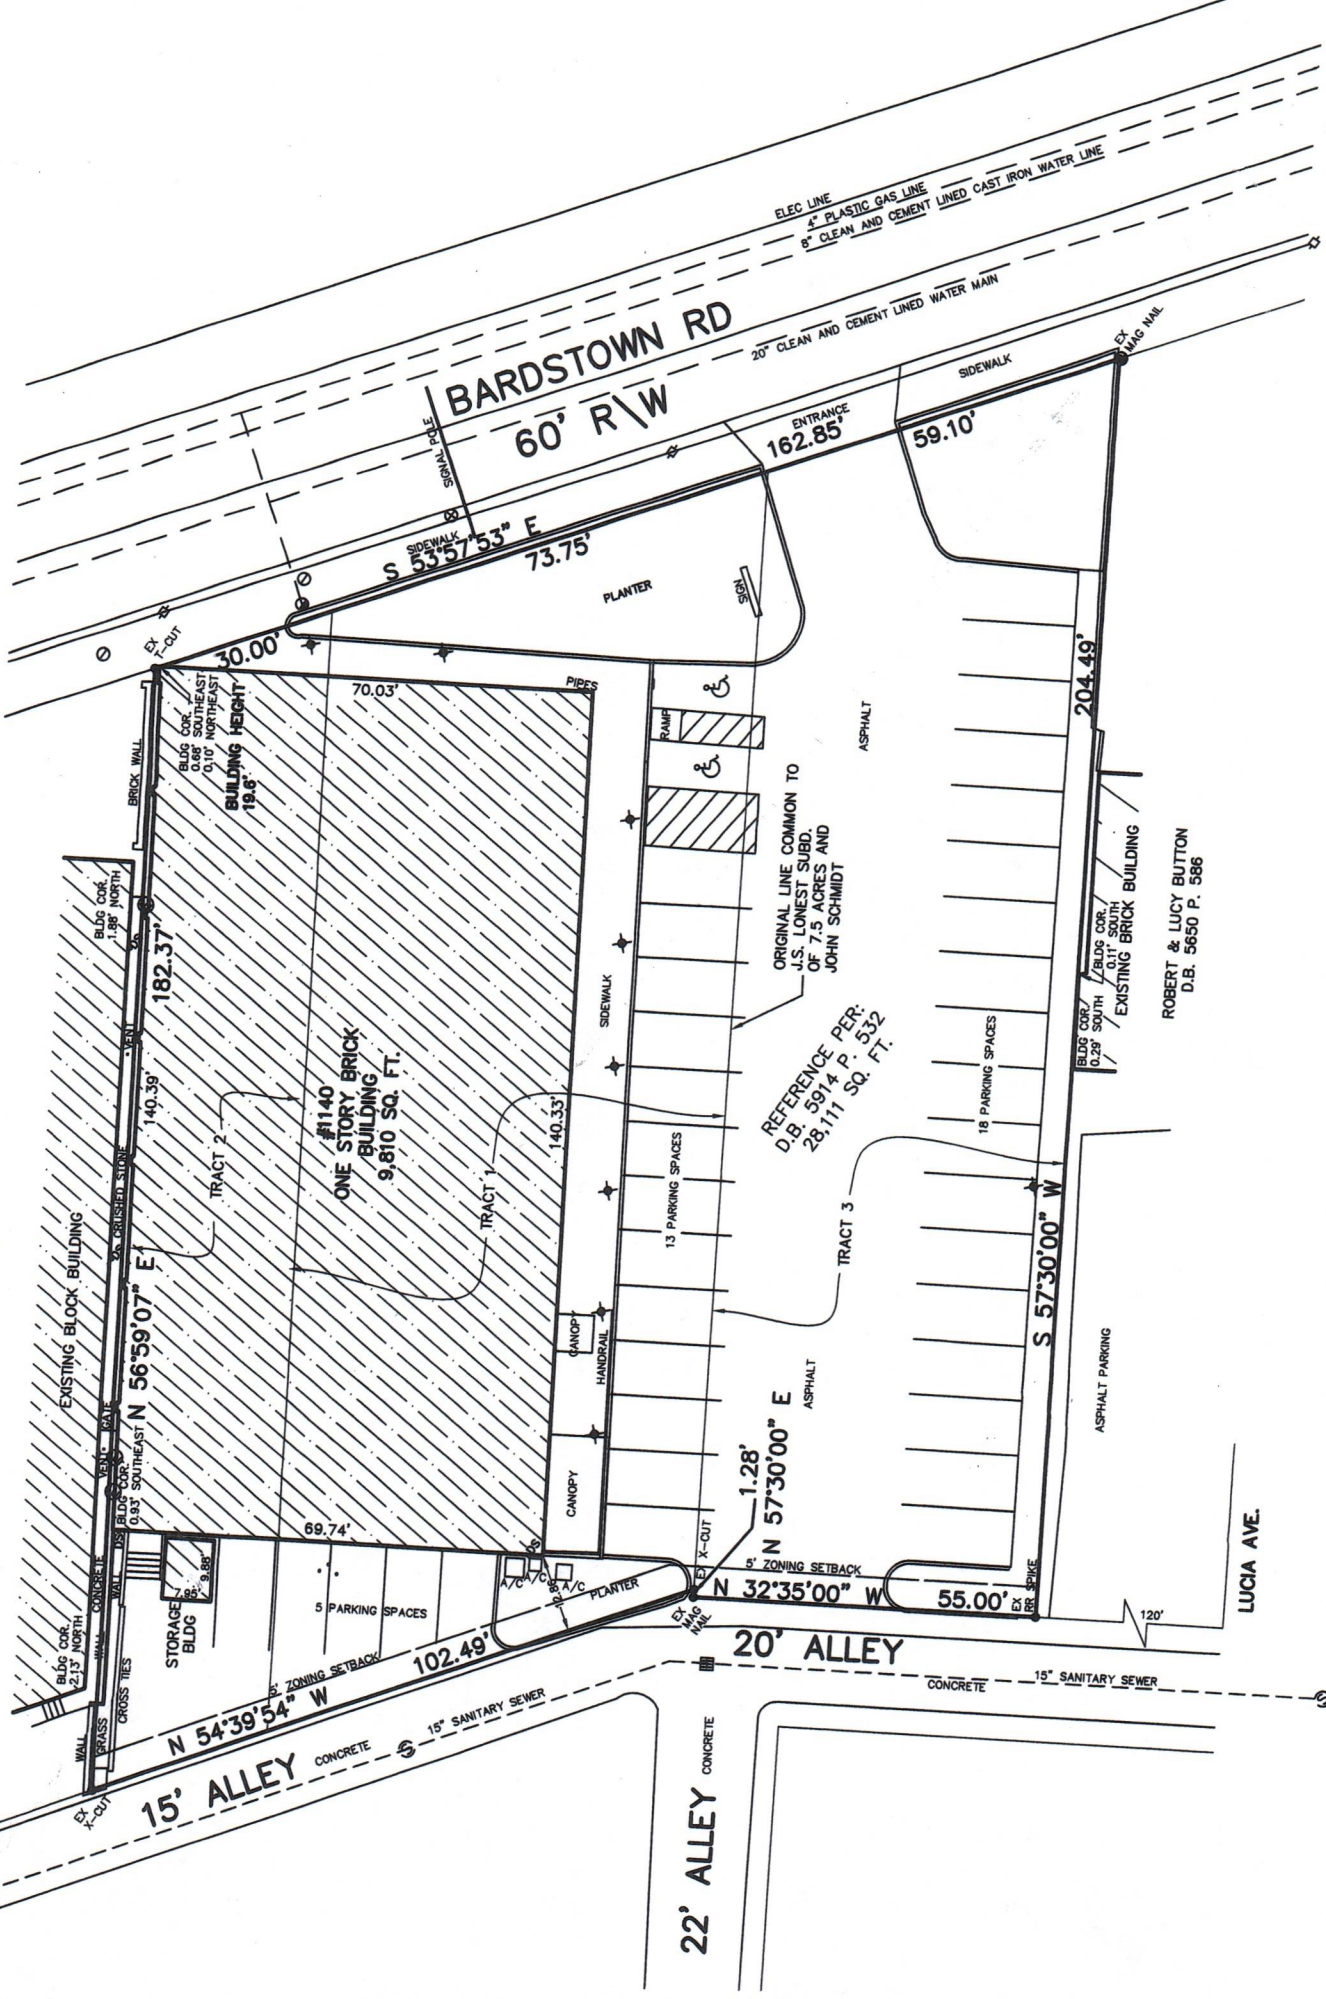 ELEC LINE
4" PLASTIC GAS LINE
8" CLEAN AND CEMENT LINED CAST IRON WATER LINE
BARDSTOWN RD
60' R\W
20" CLEAN AND CEMENT LINED WATER MAIN
SIGNAL POLE
EX
MAG NAIL
SIDEWALK
ENTRANCE
162.85'
59.10'
SIDEWALK
S 53°57'53" E
73.75'
PLANTER
SIGN
EX
T-CUT
30.00'
70.03'
PIPES
BLDG COR.
0.68' SOUTHEAST
0.10' NORTHEAST
BUILDING HEIGHT
19.6'
BRICK WALL
RAMP
ASPHALT
204.49'
BLDG COR.
1.88' NORTH
182.37'
VENT
140.39'
CRUSHED STONE
EXISTING BLOCK BUILDING
N 56°59'07" E
GATE
VENT
BLDG COR.
0.93' SOUTHEAST
TRACT 2
#1140
ONE STORY BRICK
BUILDING
9,810 SQ. FT.
TRACT 1
140.33'
SIDEWALK
13 PARKING SPACES
ORIGINAL LINE COMMON TO
J.S. LONEST SUBD.
OF 7.5 ACRES AND
JOHN SCHMIDT
REFERENCE PER:
D.B. 5914 P. 532
28,111 SQ. FT.
TRACT 3
18 PARKING SPACES
BLDG COR.
0.29' SOUTH
BLDG COR.
0.11' SOUTH
EXISTING BRICK BUILDING
ROBERT & LUCY BUTTON
D.B. 5650 P. 586
S 57°30'00" W
ASPHALT PARKING
CANOPY
HANDRAIL
CANOPY
ASPHALT
1.28'
N 57°30'00" E
EX X-CUT
5' ZONING SETBACK
N 32°35'00" W
55.00'
EX
RR SPIKE
EX
MAG
NAIL
69.74'
DS
DS
A/C
A/C
A/C
PLANTER
5 PARKING SPACES
STORAGE
BLDG
7.95'
9.88'
CONCRETE
WALL
WALL
BLDG COR.
2.13' NORTH
CROSS TIES
GRASS
WALL
EX
X-CUT
5' ZONING SETBACK
102.49'
N 54°39'54" W
15" SANITARY SEWER
15' ALLEY
CONCRETE
20' ALLEY
CONCRETE
15" SANITARY SEWER
120'
LUCIA AVE.
22' ALLEY
CONCRETE